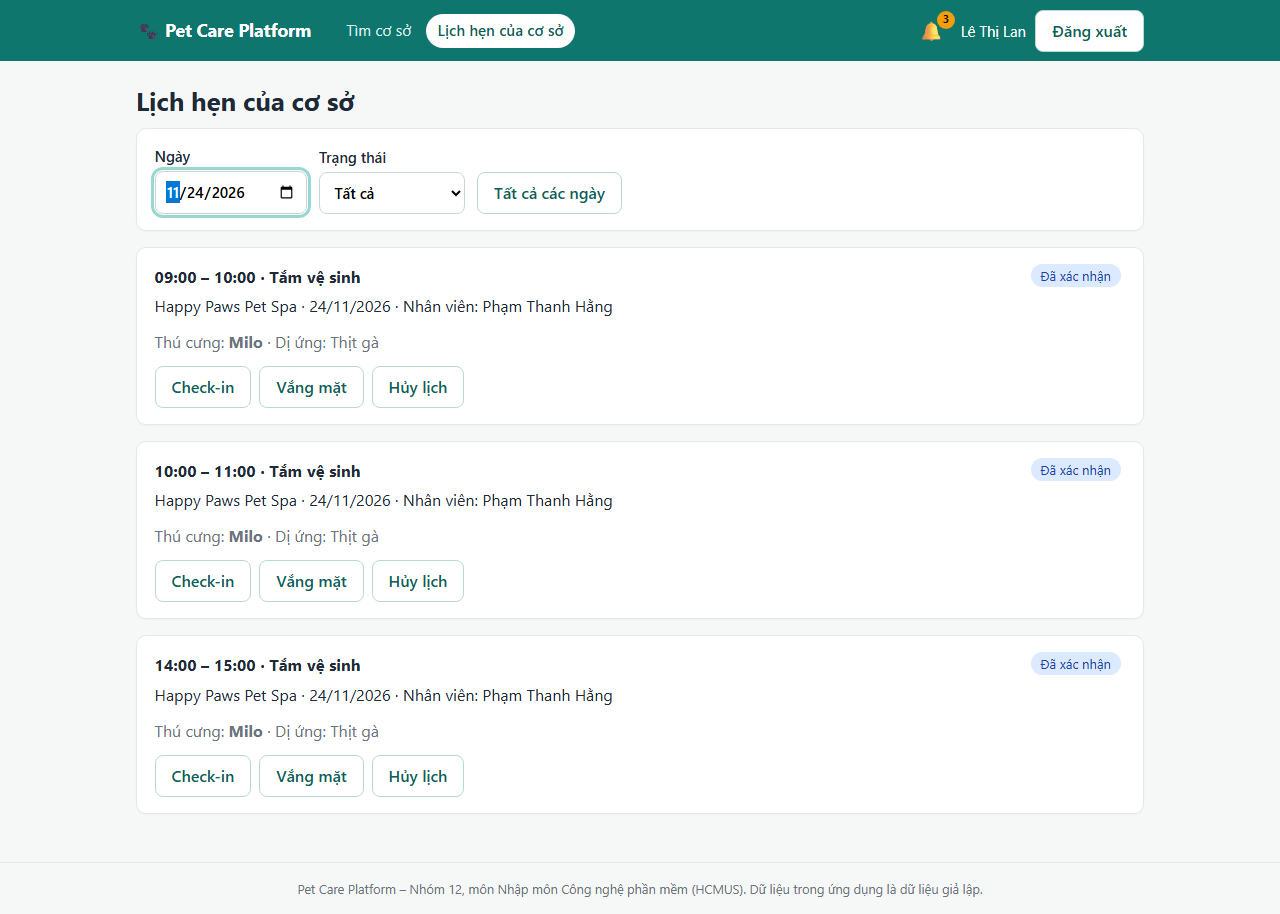 Pet Care Platform Tìm cơ sở Lịch hẹn của cơ sở 3 Lê Thị Lan Đăng xuất
Lịch hẹn của cơ sở
Ngày Trạng thái
11/24/2026 Tất cả Tất cả các ngày
09:00 – 10:00 · Tắm vệ sinh Đã xác nhận
Happy Paws Pet Spa · 24/11/2026 · Nhân viên: Phạm Thanh Hằng
Thú cưng: Milo · Dị ứng: Thịt gà
Check-in Vắng mặt Hủy lịch
10:00 – 11:00 · Tắm vệ sinh Đã xác nhận
Happy Paws Pet Spa · 24/11/2026 · Nhân viên: Phạm Thanh Hằng
Thú cưng: Milo · Dị ứng: Thịt gà
Check-in Vắng mặt Hủy lịch
14:00 – 15:00 · Tắm vệ sinh Đã xác nhận
Happy Paws Pet Spa · 24/11/2026 · Nhân viên: Phạm Thanh Hằng
Thú cưng: Milo · Dị ứng: Thịt gà
Check-in Vắng mặt Hủy lịch
Pet Care Platform – Nhóm 12, môn Nhập môn Công nghệ phần mềm (HCMUS). Dữ liệu trong ứng dụng là dữ liệu giả lập.